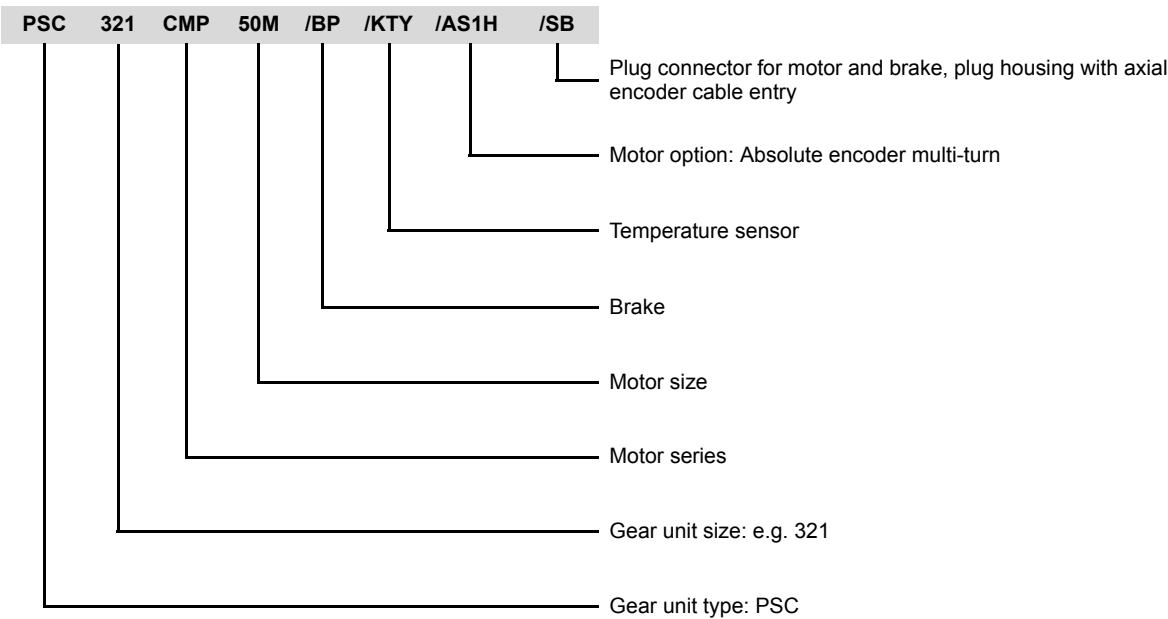 PSC 321 CMP 50M /BP /KTY /AS1H /SB
Plug connector for motor and brake, plug housing with axial
encoder cable entry
Motor option: Absolute encoder multi-turn
Temperature sensor
Brake
Motor size
Motor series
Gear unit size: e.g. 321
Gear unit type: PSC